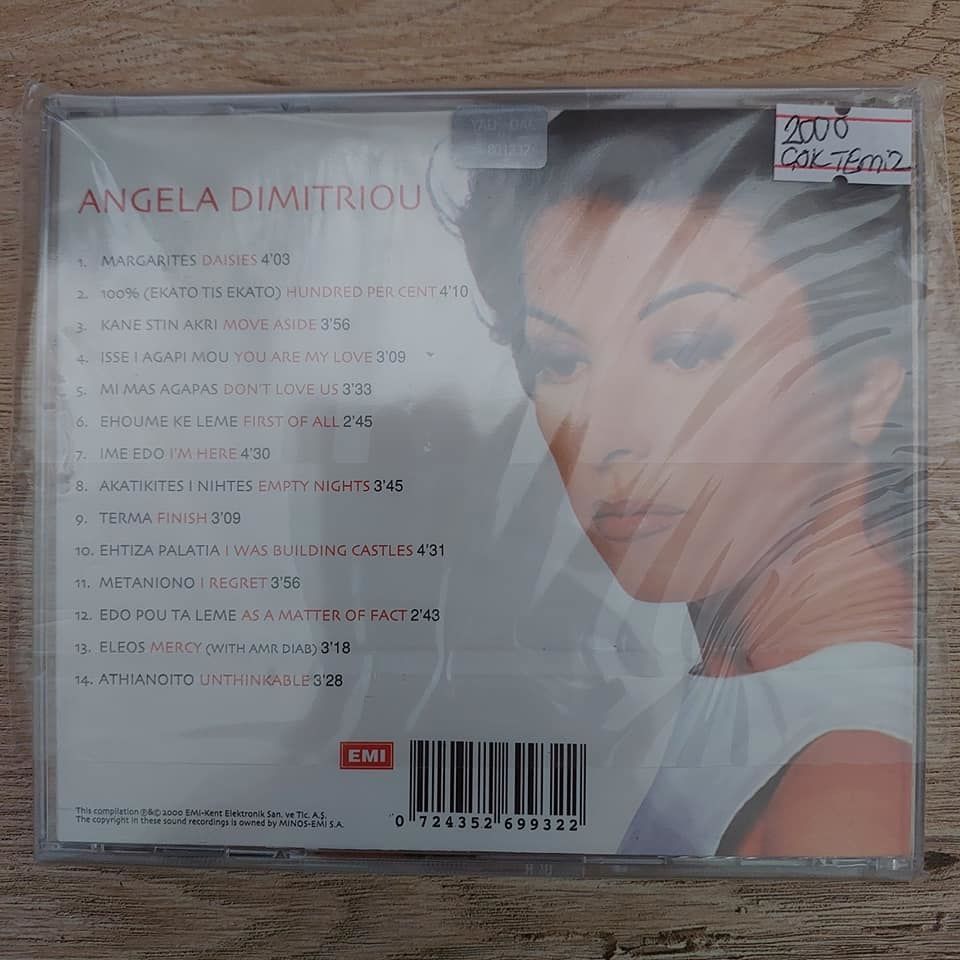 2000
ÇOK TEMİZ
ANGELA DIMITRIOU
1. MARGARITES DAISIES 4'03
2. 100% (EKATO TIS EKATO) HUNDRED PER CENT 4'10
3. KANE STIN AKRI MOVE ASIDE 3'56
4. ISSE I AGAPI MOU YOU ARE MY LOVE 3'09
5. MI MAS AGAPAS DON'T LOVE US 3'33
6. EHOUME KE LEME FIRST OF ALL 2'45
7. IME EDO I'M HERE 4'30
8. AKATIKITES I NIHTES EMPTY NIGHTS 3'45
9. TERMA FINISH 3'09
10. EHTIZA PALATIA I WAS BUILDING CASTLES 4'31
11. METANIONO I REGRET 3'56
12. EDO POU TA LEME AS A MATTER OF FACT 2'43
13. ELEOS MERCY (WITH AMR DIAB) 3'18
14. ATHIANOITO UNTHINKABLE 3'28
EMI
This compilation ℗&© 2000 EMI-Kent Elektronik San. ve Tic. A.Ş.
The copyright in these sound recordings is owned by MINOS-EMI S.A.
0 724352 699322